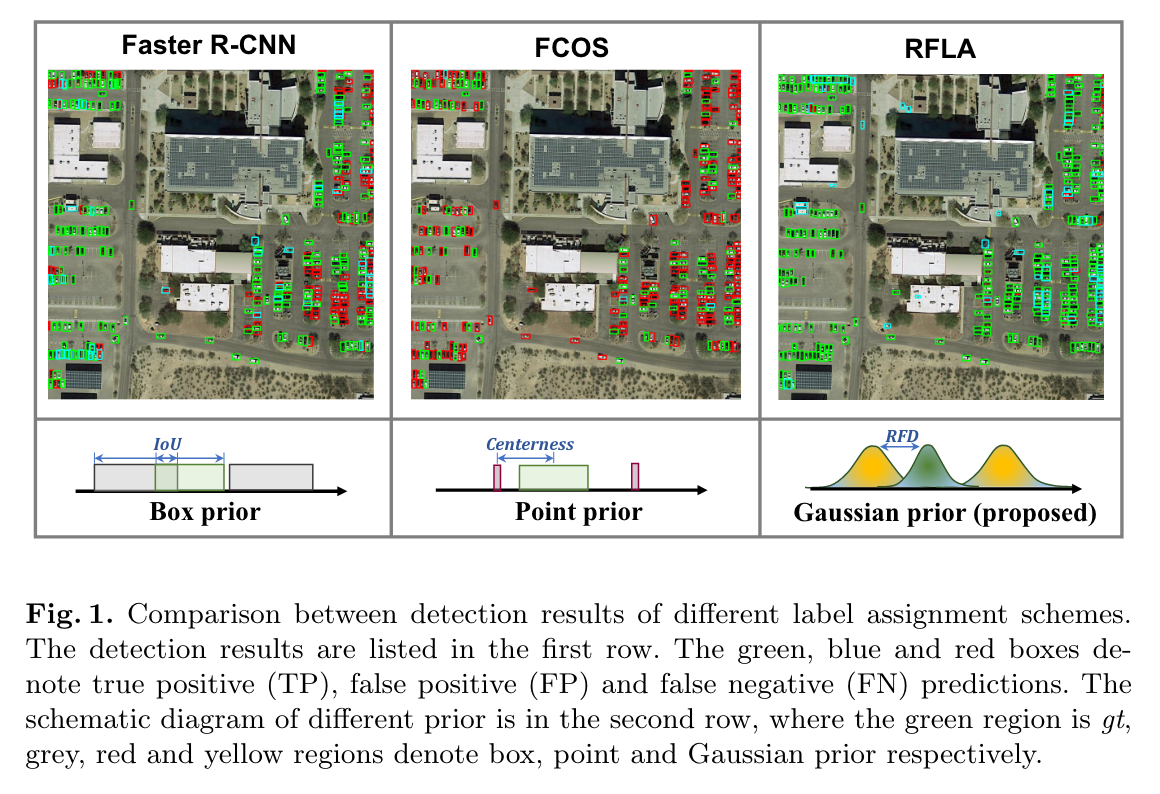 Faster R-CNN
FCOS
RFLA
IoU
Box prior
Centerness
Point prior
RFD
Gaussian prior (proposed)
Fig. 1. Comparison between detection results of different label assignment schemes.
The detection results are listed in the first row. The green, blue and red boxes de-
note true positive (TP), false positive (FP) and false negative (FN) predictions. The
schematic diagram of different prior is in the second row, where the green region is gt,
grey, red and yellow regions denote box, point and Gaussian prior respectively.